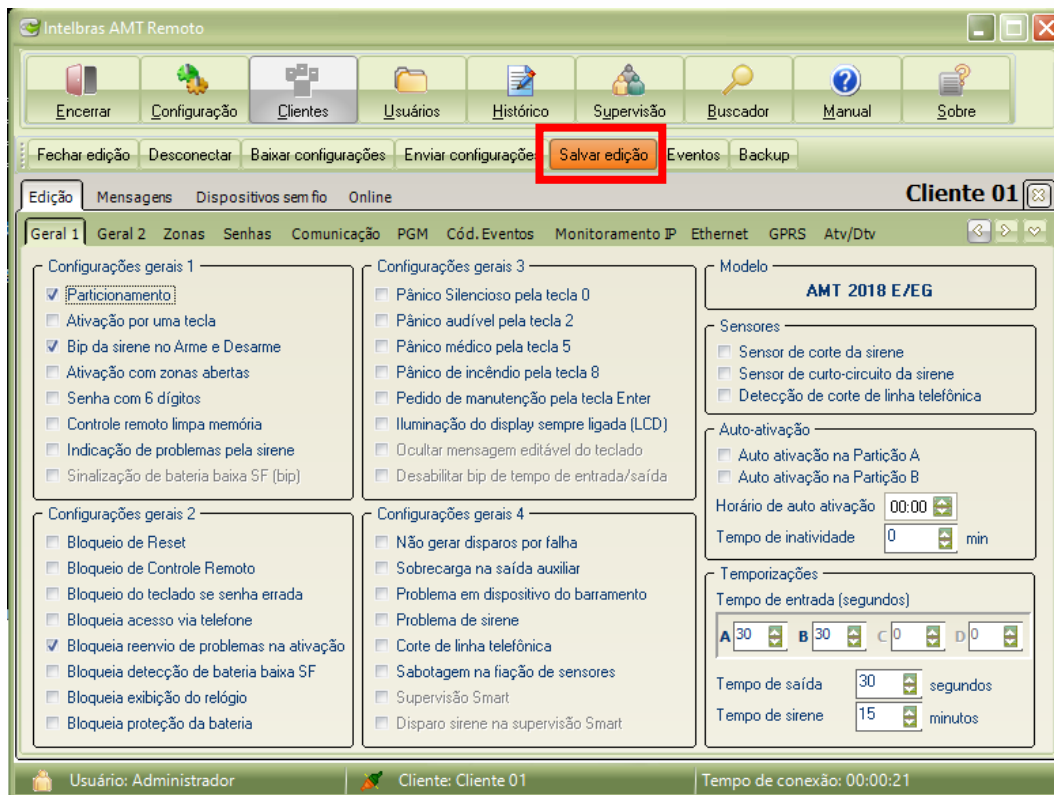 Intelbras AMT Remoto
Encerrar Configuração Clientes Usuários Histórico Supervisão Buscador Manual Sobre
Fechar edição Desconectar Baixar configurações Enviar configurações Salvar edição Eventos Backup
Edição Mensagens Dispositivos sem fio Online Cliente 01
Geral 1 Geral 2 Zonas Senhas Comunicação PGM Cód. Eventos Monitoramento IP Ethernet GPRS Atv/Dtv
Configurações gerais 1
Particionamento
Ativação por uma tecla
Bip da sirene no Arme e Desarme
Ativação com zonas abertas
Senha com 6 dígitos
Controle remoto limpa memória
Indicação de problemas pela sirene
Sinalização de bateria baixa SF (bip)
Configurações gerais 2
Bloqueio de Reset
Bloqueio de Controle Remoto
Bloqueio do teclado se senha errada
Bloqueia acesso via telefone
Bloqueia reenvio de problemas na ativação
Bloqueia detecção de bateria baixa SF
Bloqueia exibição do relógio
Bloqueia proteção da bateria
Configurações gerais 3
Pânico Silencioso pela tecla 0
Pânico audível pela tecla 2
Pânico médico pela tecla 5
Pânico de incêndio pela tecla 8
Pedido de manutenção pela tecla Enter
Iluminação do display sempre ligada (LCD)
Ocultar mensagem editável do teclado
Desabilitar bip de tempo de entrada/saída
Configurações gerais 4
Não gerar disparos por falha
Sobrecarga na saída auxiliar
Problema em dispositivo do barramento
Problema de sirene
Corte de linha telefônica
Sabotagem na fiação de sensores
Supervisão Smart
Disparo sirene na supervisão Smart
Modelo
AMT 2018 E/EG
Sensores
Sensor de corte da sirene
Sensor de curto-circuito da sirene
Detecção de corte de linha telefônica
Auto-ativação
Auto ativação na Partição A
Auto ativação na Partição B
Horário de auto ativação 00:00
Tempo de inatividade 0 min
Temporizações
Tempo de entrada (segundos)
A 30 B 30 C 0 D 0
Tempo de saída 30 segundos
Tempo de sirene 15 minutos
Usuário: Administrador Cliente: Cliente 01 Tempo de conexão: 00:00:21